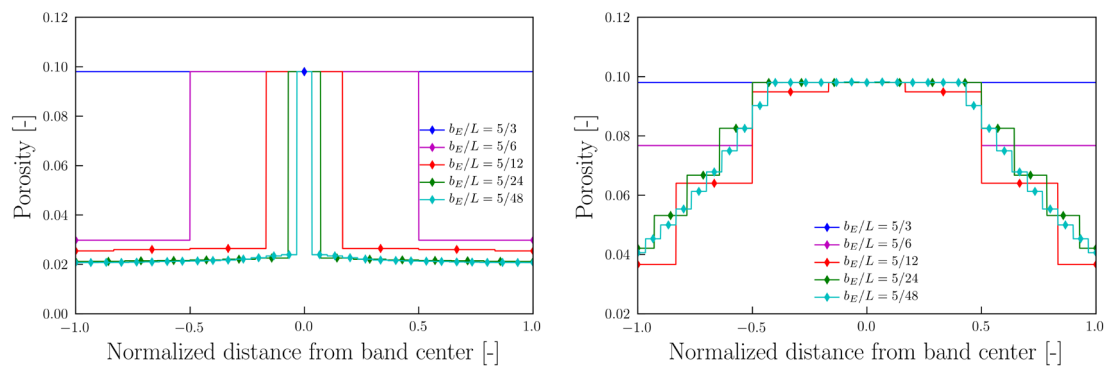 0.12
0.10
0.08
0.06
0.04
0.02
0.00
Porosity [-]
b_E/L = 5/3
b_E/L = 5/6
b_E/L = 5/12
b_E/L = 5/24
b_E/L = 5/48
−1.0 −0.5 0.0 0.5 1.0
Normalized distance from band center [-]
0.12
0.10
0.08
0.06
0.04
0.02
Porosity [-]
b_E/L = 5/3
b_E/L = 5/6
b_E/L = 5/12
b_E/L = 5/24
b_E/L = 5/48
−1.0 −0.5 0.0 0.5 1.0
Normalized distance from band center [-]